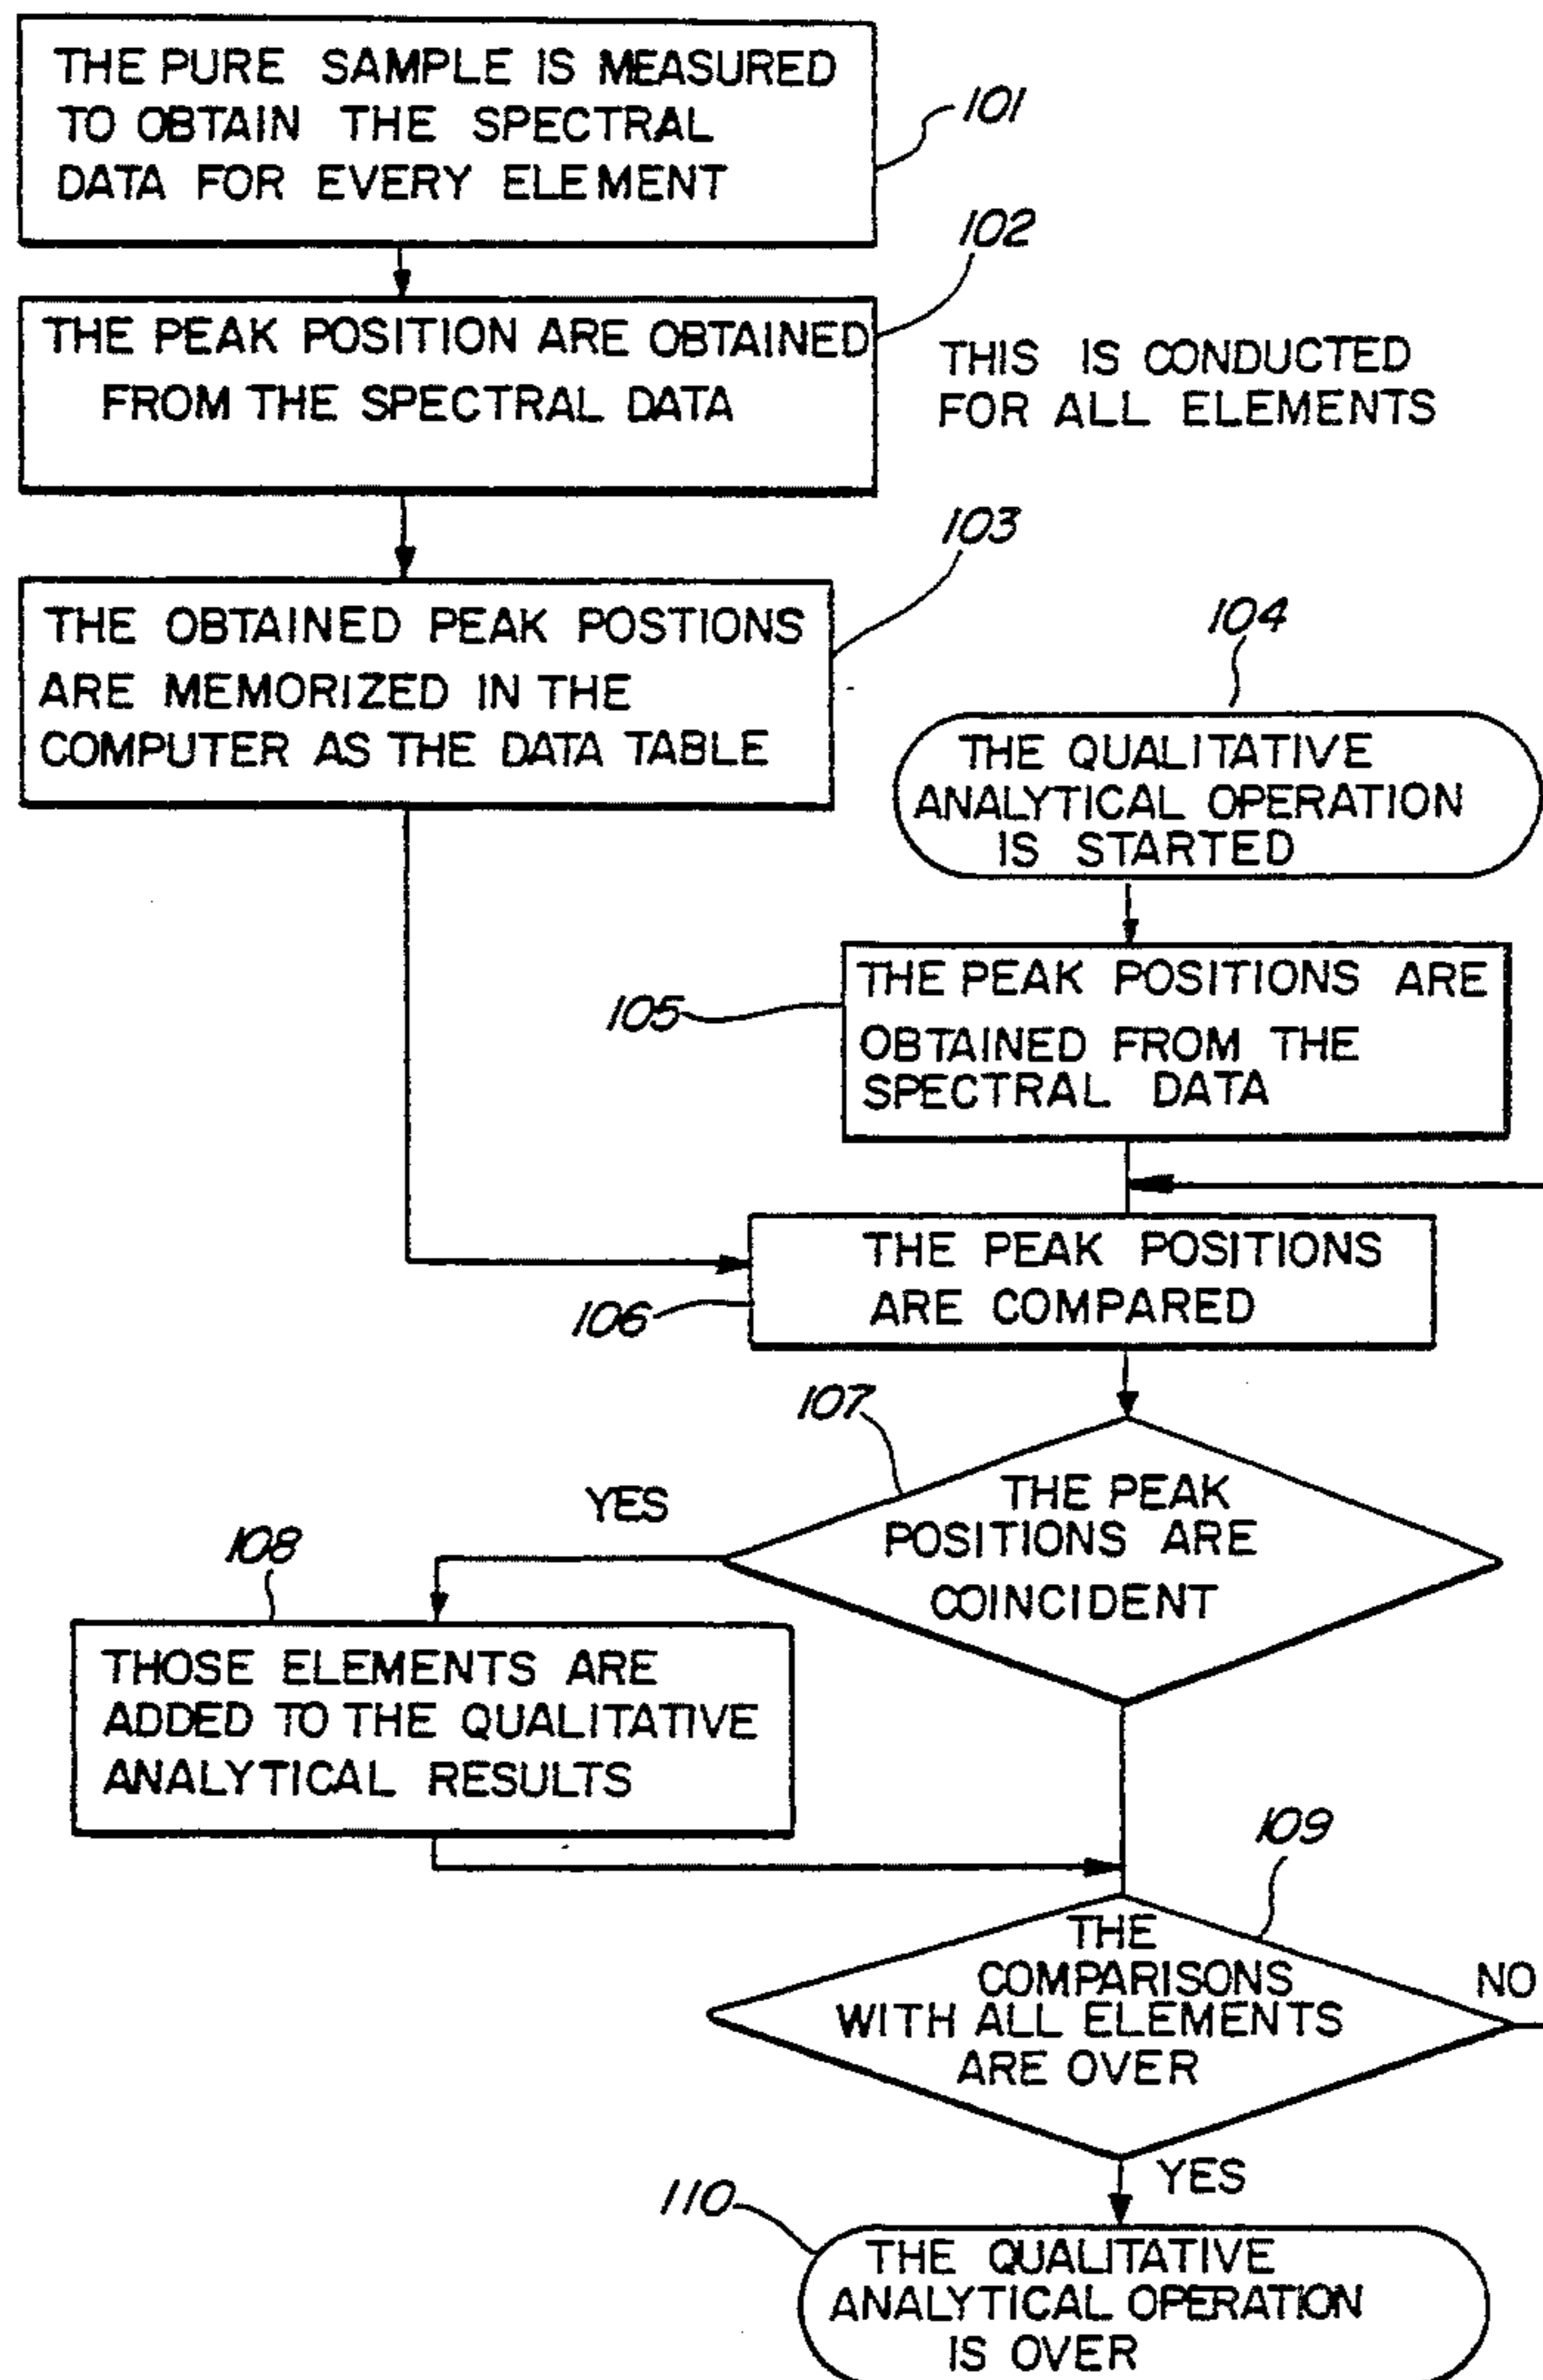 THE PURE SAMPLE IS MEASURED
TO OBTAIN THE SPECTRAL
DATA FOR EVERY ELEMENT
101
102
THE PEAK POSITION ARE OBTAINED
FROM THE SPECTRAL DATA
THIS IS CONDUCTED
FOR ALL ELEMENTS
103
THE OBTAINED PEAK POSTIONS
ARE MEMORIZED IN THE
COMPUTER AS THE DATA TABLE
104
THE QUALITATIVE
ANALYTICAL OPERATION
IS STARTED
105
THE PEAK POSITIONS ARE
OBTAINED FROM THE
SPECTRAL DATA
106
THE PEAK POSITIONS
ARE COMPARED
107
THE PEAK
POSITIONS ARE
COINCIDENT
YES
108
THOSE ELEMENTS ARE
ADDED TO THE QUALITATIVE
ANALYTICAL RESULTS
109
THE
COMPARISONS
WITH ALL ELEMENTS
ARE OVER
NO
YES
110
THE QUALITATIVE
ANALYTICAL OPERATION
IS OVER